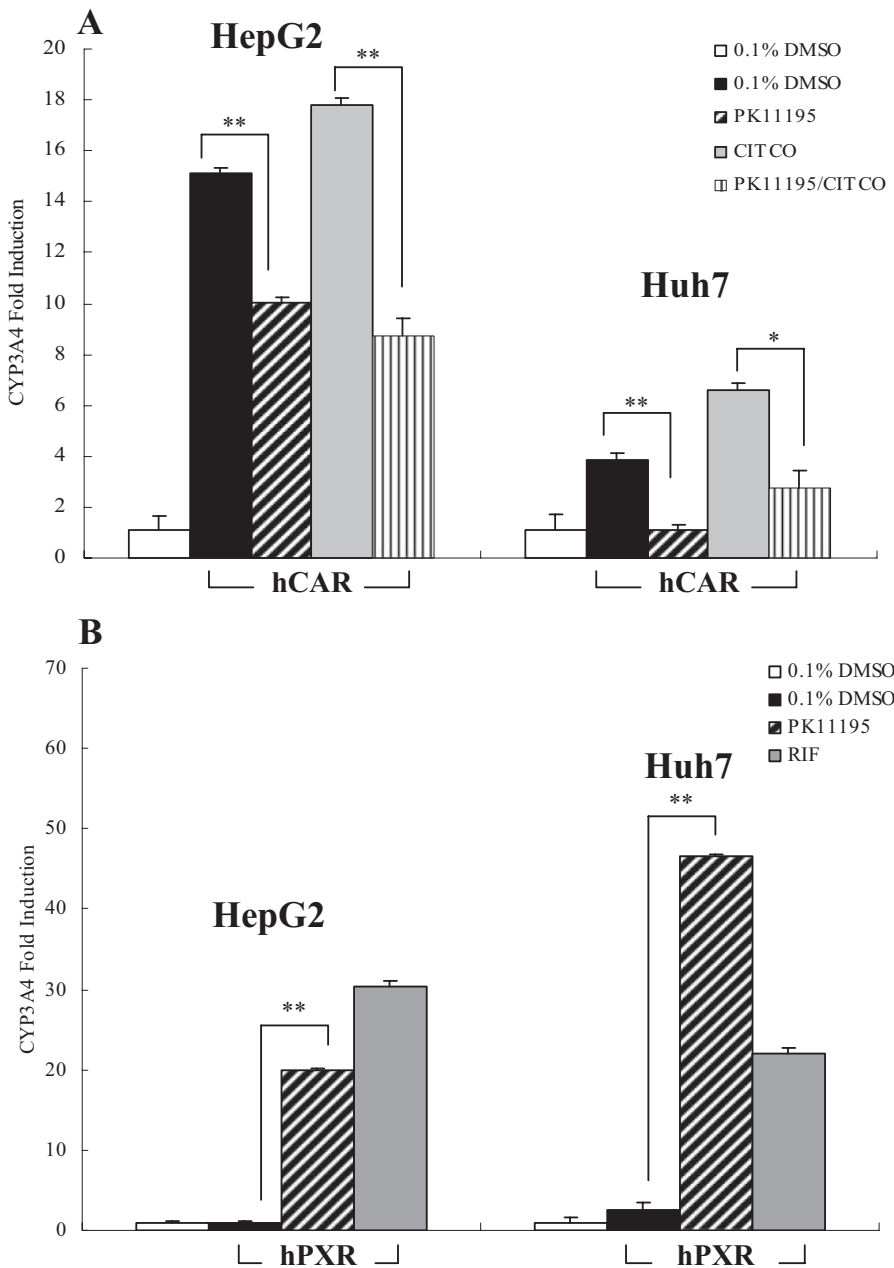 A
HepG2
0.1% DMSO
0.1% DMSO
PK11195
CITCO
PK11195/CITCO
20
18
16
14
12
10
8
6
4
2
0
CYP3A4 Fold Induction
**
**
Huh7
**
*
hCAR
hCAR
B
0.1% DMSO
0.1% DMSO
PK11195
RIF
70
60
50
40
30
20
10
0
CYP3A4 Fold Induction
HepG2
**
Huh7
**
hPXR
hPXR